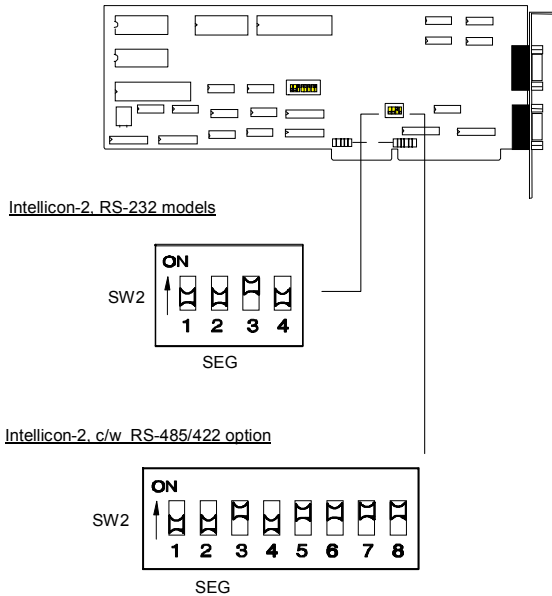 Intellicon-2, RS-232 models
ON
SW2
1 2 3 4
SEG
Intellicon-2, c/w RS-485/422 option
ON
SW2
1 2 3 4 5 6 7 8
SEG